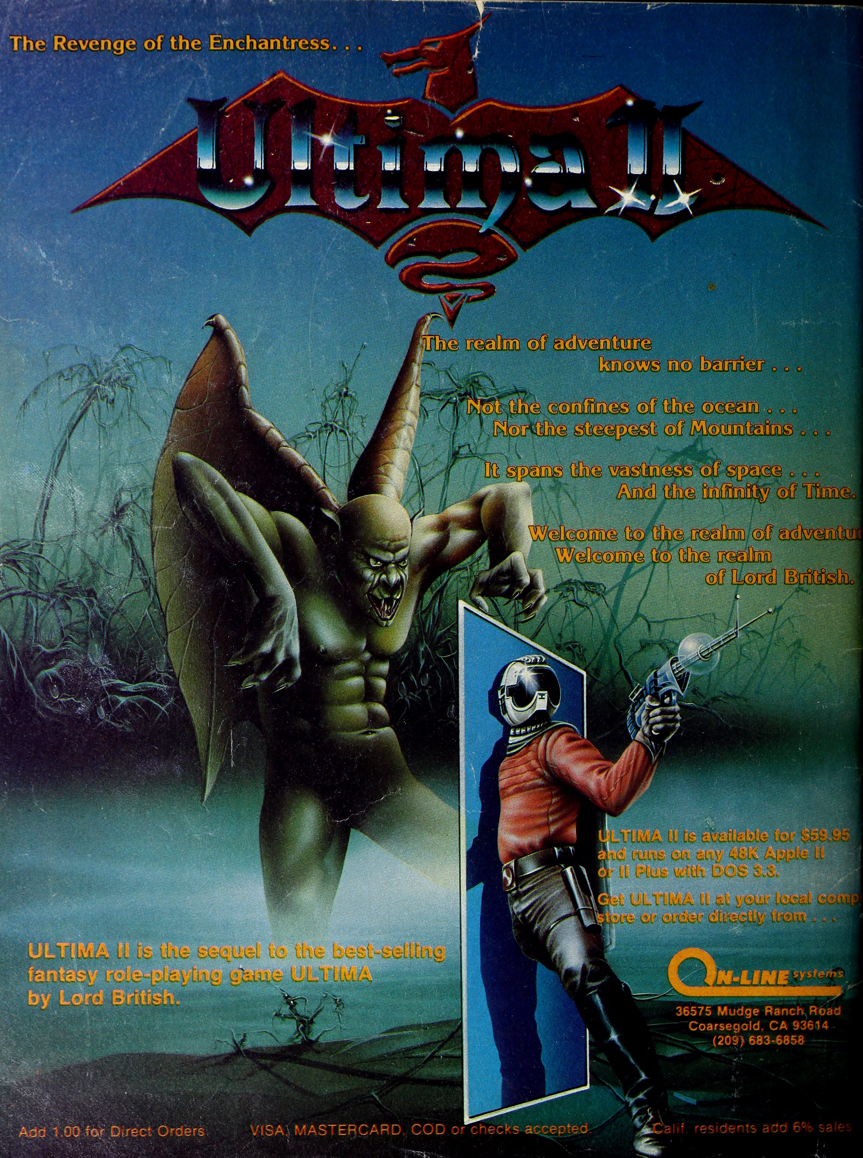 The Revenge of the Enchantress. . .
Ultima II
The realm of adventure
knows no barrier . . .
Not the confines of the ocean . . .
Nor the steepest of Mountains . . .
It spans the vastness of space . . .
And the infinity of Time.
Welcome to the realm of adventu
Welcome to the realm
of Lord British.
ULTIMA II is available for $59.95
and runs on any 48K Apple II
or II Plus with DOS 3.3.
Get ULTIMA II at your local comp
store or order directly from . . .
ULTIMA II is the sequel to the best-selling
fantasy role-playing game ULTIMA
by Lord British.
ON-LINE systems
36575 Mudge Ranch Road
Coarsegold, CA 93614
(209) 683-6858
Add 1.00 for Direct Orders. VISA, MASTERCARD, COD or checks accepted. Calif. residents add 6% sales